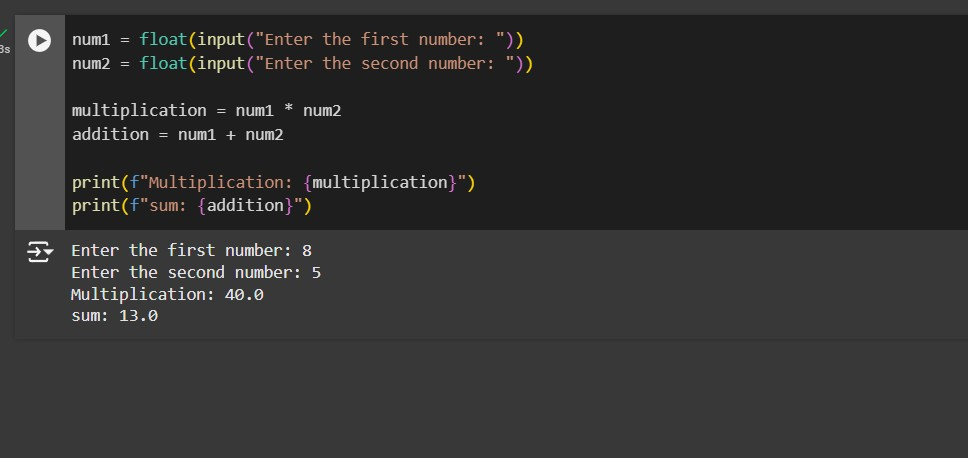 num1 = float(input("Enter the first number: "))
3s
num2 = float(input("Enter the second number: "))
multiplication = num1 * num2
addition = num1 + num2
print(f"Multiplication: {multiplication}")
print(f"sum: {addition}")
Enter the first number: 8
Enter the second number: 5
Multiplication: 40.0
sum: 13.0